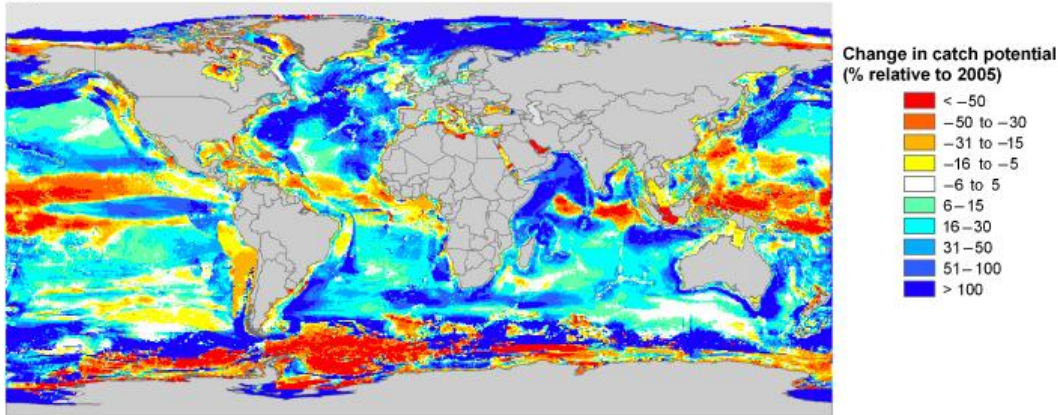 Change in catch potential
(% relative to 2005)
< −50
−50 to −30
−31 to −15
−16 to −5
−6 to 5
6−15
16−30
31−50
51−100
> 100